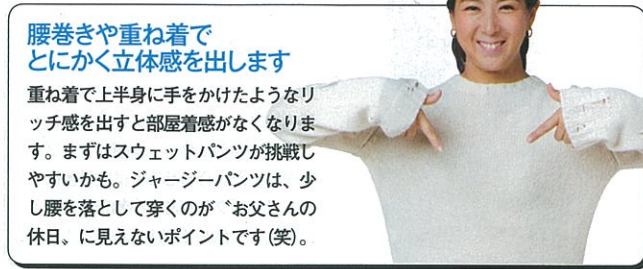 腰巻きや重ね着で
とにかく立体感を出します
重ね着で上半身に手をかけたようなリ
ッチ感を出すと部屋着感がなくなりま
す。まずはスウェットパンツが挑戦し
やすいかも。ジャージーパンツは、少
し腰を落として穿くのが〝お父さんの
休日〟に見えないポイントです(笑)。